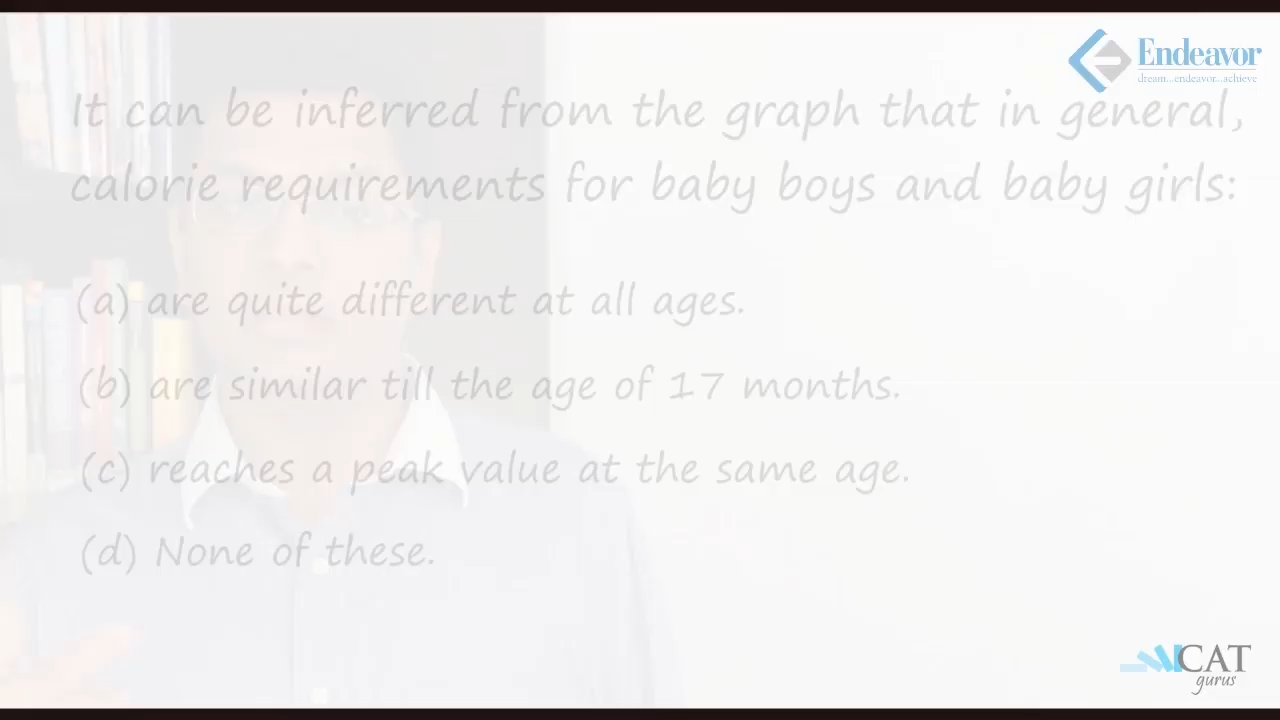 Endeavor
dream...endeavor...achieve
It can be inferred from the graph that in general,
calorie requirements for baby boys and baby girls:
(a) are quite different at all ages.
(b) are similar till the age of 17 months.
(c) reaches a peak value at the same age.
(d) None of these.
CAT
gurus